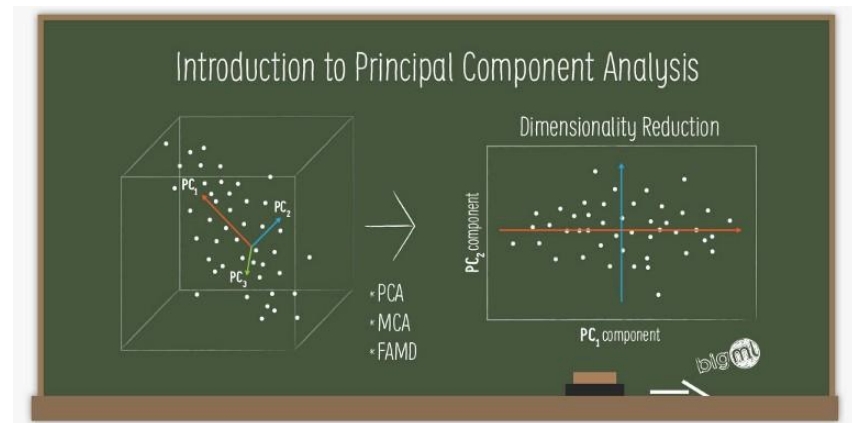 Introduction to Principal Component Analysis
PC₁
PC₂
PC₃
* PCA
* MCA
* FAMD
Dimensionality Reduction
PC₂ component
PC₁ component
bigml